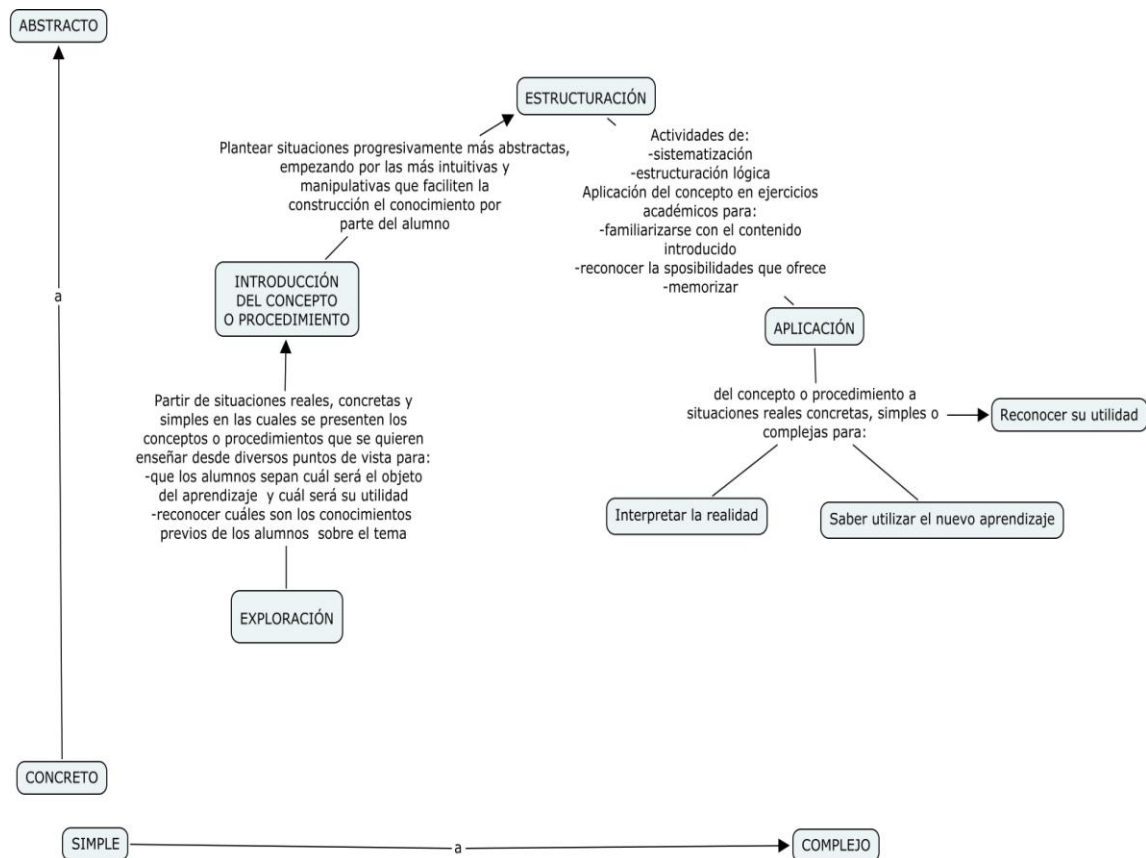 ABSTRACTO
ESTRUCTURACIÓN
Plantear situaciones progresivamente más abstractas,
empezando por las más intuitivas y
manipulativas que faciliten la
construcción el conocimiento por
parte del alumno
Actividades de:
-sistematización
-estructuración lógica
Aplicación del concepto en ejercicios
académicos para:
-familiarizarse con el contenido
introducido
-reconocer la sposibilidades que ofrece
-memorizar
a
INTRODUCCIÓN
DEL CONCEPTO
O PROCEDIMIENTO
APLICACIÓN
Partir de situaciones reales, concretas y
simples en las cuales se presenten los
conceptos o procedimientos que se quieren
enseñar desde diversos puntos de vista para:
-que los alumnos sepan cuál será el objeto
del aprendizaje y cuál será su utilidad
-reconocer cuáles son los conocimientos
previos de los alumnos sobre el tema
del concepto o procedimiento a
situaciones reales concretas, simples o
complejas para:
Reconocer su utilidad
Interpretar la realidad
Saber utilizar el nuevo aprendizaje
EXPLORACIÓN
CONCRETO
SIMPLE
a
COMPLEJO